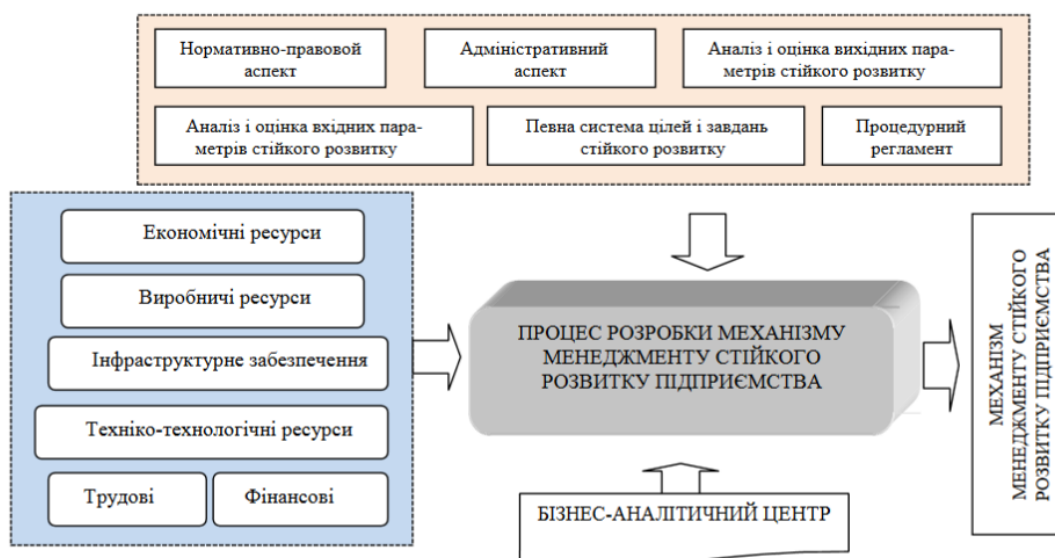 Нормативно-правовой
аспект
Адміністративний
аспект
Аналіз і оцінка вихідних пара-
метрів стійкого розвитку
Аналіз і оцінка вхідних пара-
метрів стійкого розвитку
Певна система цілей і завдань
стійкого розвитку
Процедурний
регламент
Економічні ресурси
Виробничі ресурси
Інфраструктурне забезпечення
Техніко-технологічні ресурси
Трудові
Фінансові
ПРОЦЕС РОЗРОБКИ МЕХАНІЗМУ
МЕНЕДЖМЕНТУ СТІЙКОГО
РОЗВИТКУ ПІДПРИЄМСТВА
БІЗНЕС-АНАЛІТИЧНИЙ ЦЕНТР
МЕХАНІЗМ
МЕНЕДЖМЕНТУ СТІЙКОГО
РОЗВИТКУ ПІДПРИЄМСТВА